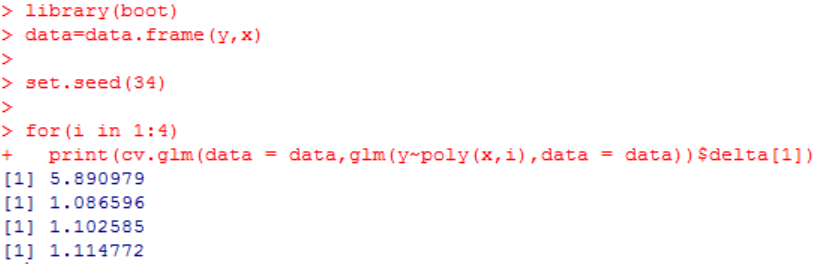 > library(boot)
> data=data.frame(y,x)
>
> set.seed(34)
>
> for(i in 1:4)
+   print(cv.glm(data = data,glm(y~poly(x,i),data = data))$delta[1])
[1] 5.890979
[1] 1.086596
[1] 1.102585
[1] 1.114772